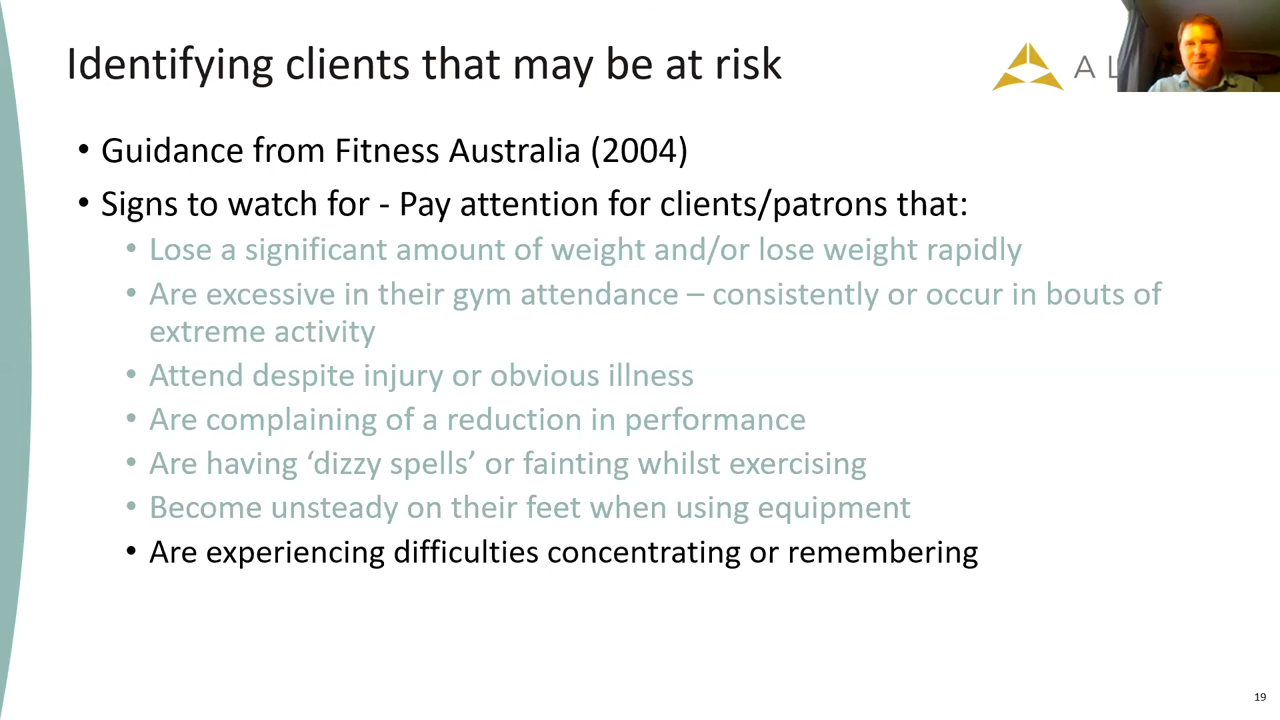 Identifying clients that may be at risk
A L
• Guidance from Fitness Australia (2004)
• Signs to watch for - Pay attention for clients/patrons that:
• Lose a significant amount of weight and/or lose weight rapidly
• Are excessive in their gym attendance – consistently or occur in bouts of
extreme activity
• Attend despite injury or obvious illness
• Are complaining of a reduction in performance
• Are having ‘dizzy spells’ or fainting whilst exercising
• Become unsteady on their feet when using equipment
• Are experiencing difficulties concentrating or remembering
19